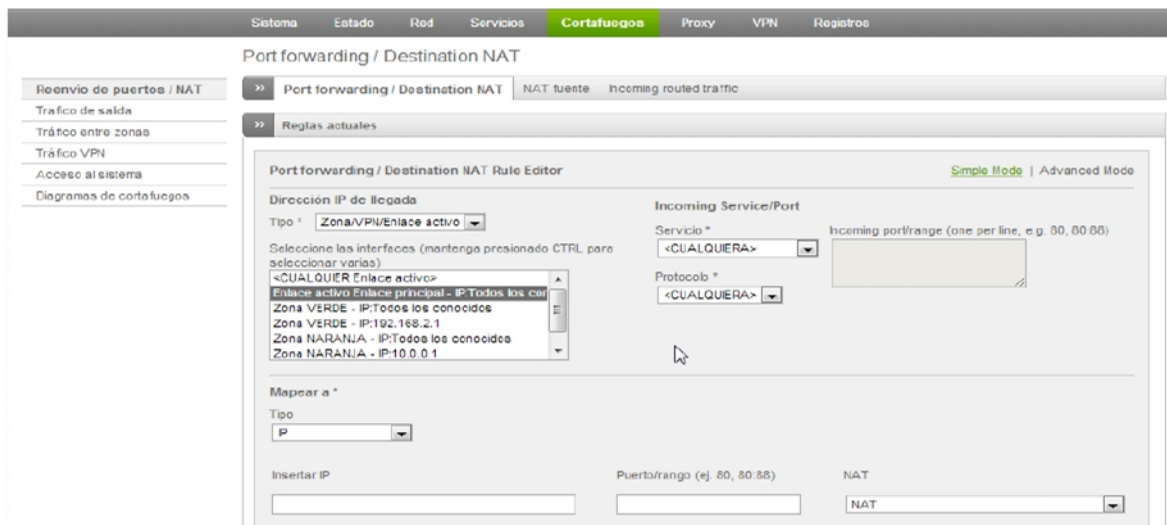 Sistema Estado Red Servicios Cortafuegos Proxy VPN Registros
Port forwarding / Destination NAT
Reenvio de puertos / NAT
Trafico de salida
Tráfico entre zonas
Tráfico VPN
Acceso al sistema
Diagramas de cortafuegos
>> Port forwarding / Destination NAT NAT fuente Incoming routed traffic
>> Reglas actuales
Port forwarding / Destination NAT Rule Editor Simple Mode | Advanced Mode
Dirección IP de llegada
Tipo * Zona/VPN/Enlace activo
Seleccione las interfaces (mantenga presionado CTRL para
seleccionar varias)
<CUALQUIER Enlace activo>
Enlace activo Enlace principal - IP:Todos los con
Zona VERDE - IP:Todos los conocidos
Zona VERDE - IP:192.168.2.1
Zona NARANJA - IP:Todos los conocidos
Zona NARANJA - IP:10.0.0.1
Incoming Service/Port
Servicio * Incoming port/range (one per line, e.g. 80, 80:88)
<CUALQUIERA>
Protocolo *
<CUALQUIERA>
Mapear a *
Tipo
IP
Insertar IP Puerto/rango (ej. 80, 80:88) NAT
NAT